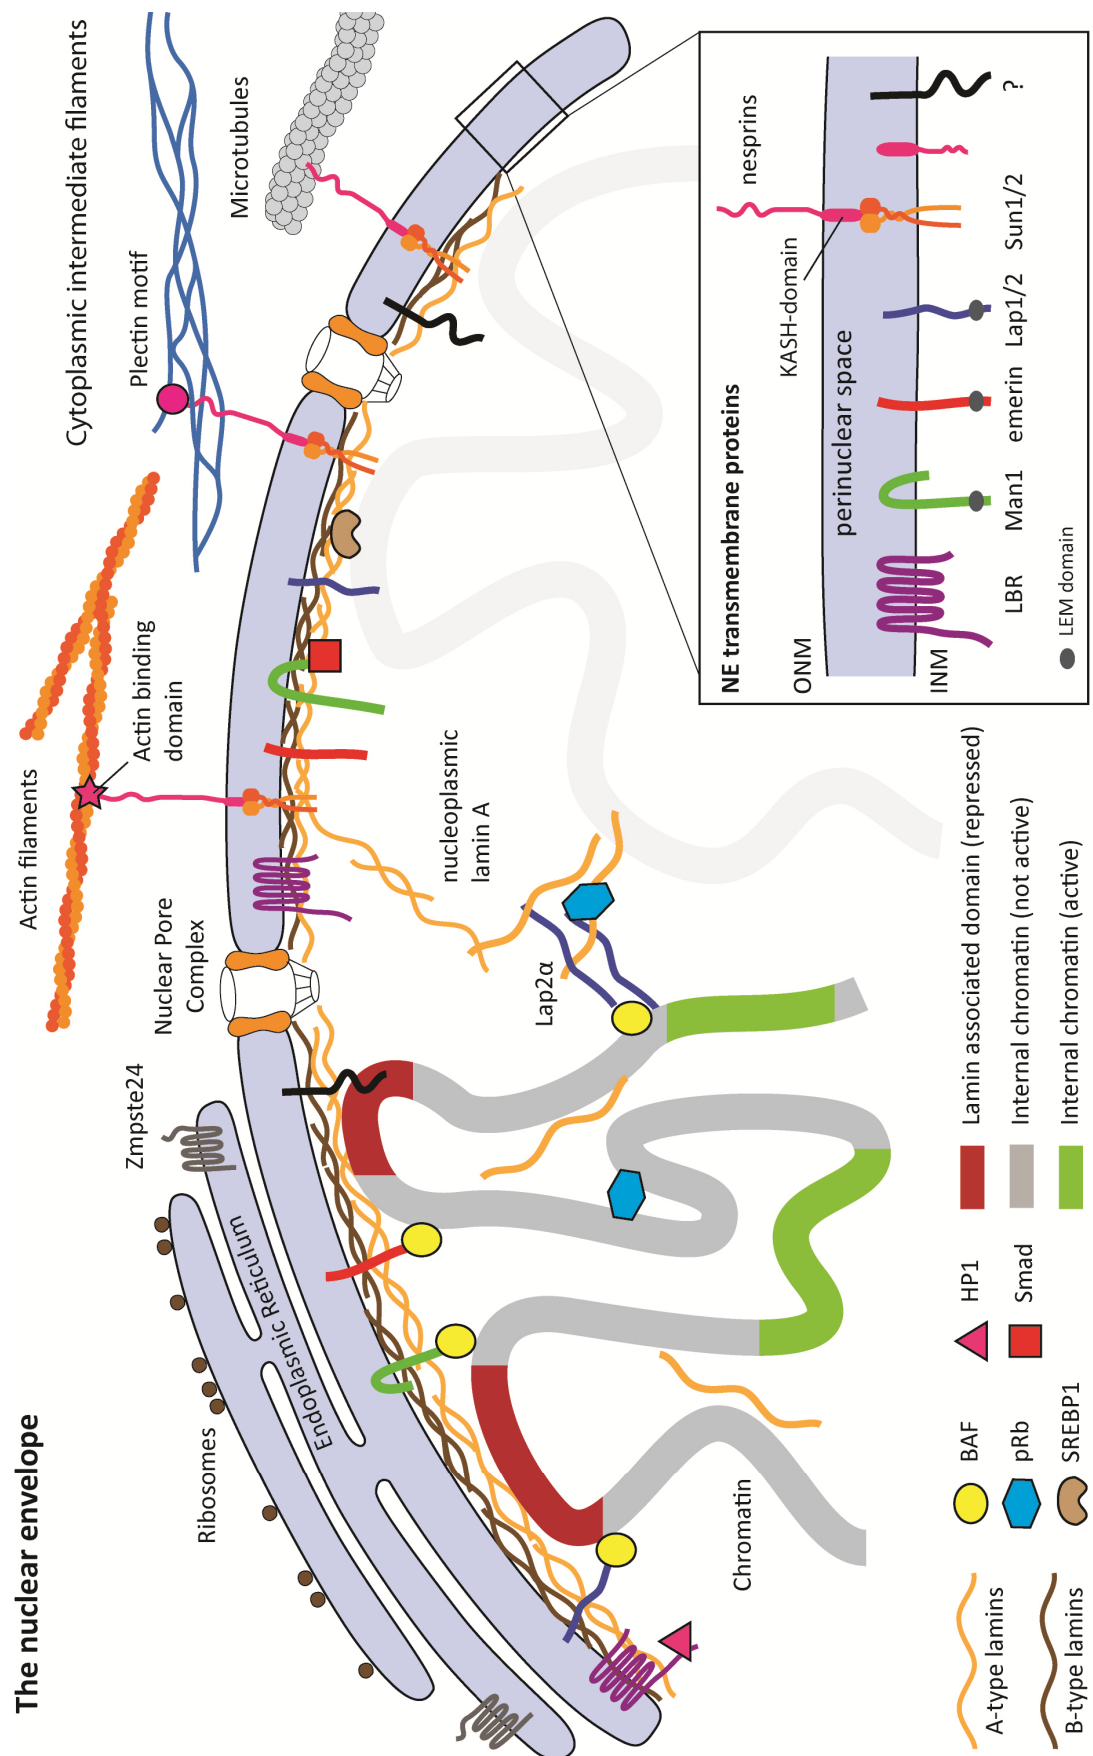 The nuclear envelope
Actin filaments
Cytoplasmic intermediate filaments
Actin binding
domain
Plectin motif
Microtubules
Ribosomes
Zmpste24
Nuclear Pore
Complex
Endoplasmic Reticulum
nucleoplasmic
lamin A
Lap2α
Chromatin
NE transmembrane proteins
nesprins
KASH-domain
ONM
perinuclear space
INM
LBR
Man1
emerin
Lap1/2
Sun1/2
?
LEM domain
A-type lamins
B-type lamins
BAF
pRb
SREBP1
HP1
Smad
Lamin associated domain (repressed)
Internal chromatin (not active)
Internal chromatin (active)